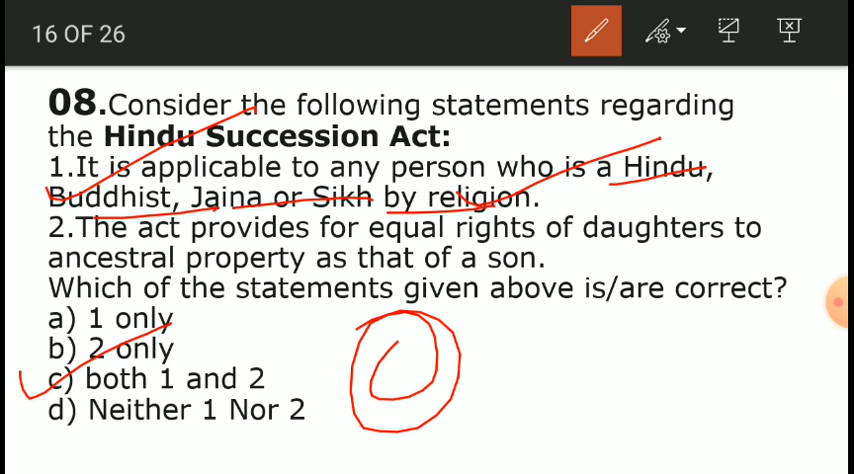 16 OF 26
08.Consider the following statements regarding
the Hindu Succession Act:
1.It is applicable to any person who is a Hindu,
Buddhist, Jaina or Sikh by religion.
2.The act provides for equal rights of daughters to
ancestral property as that of a son.
Which of the statements given above is/are correct?
a) 1 only
b) 2 only
c) both 1 and 2
d) Neither 1 Nor 2